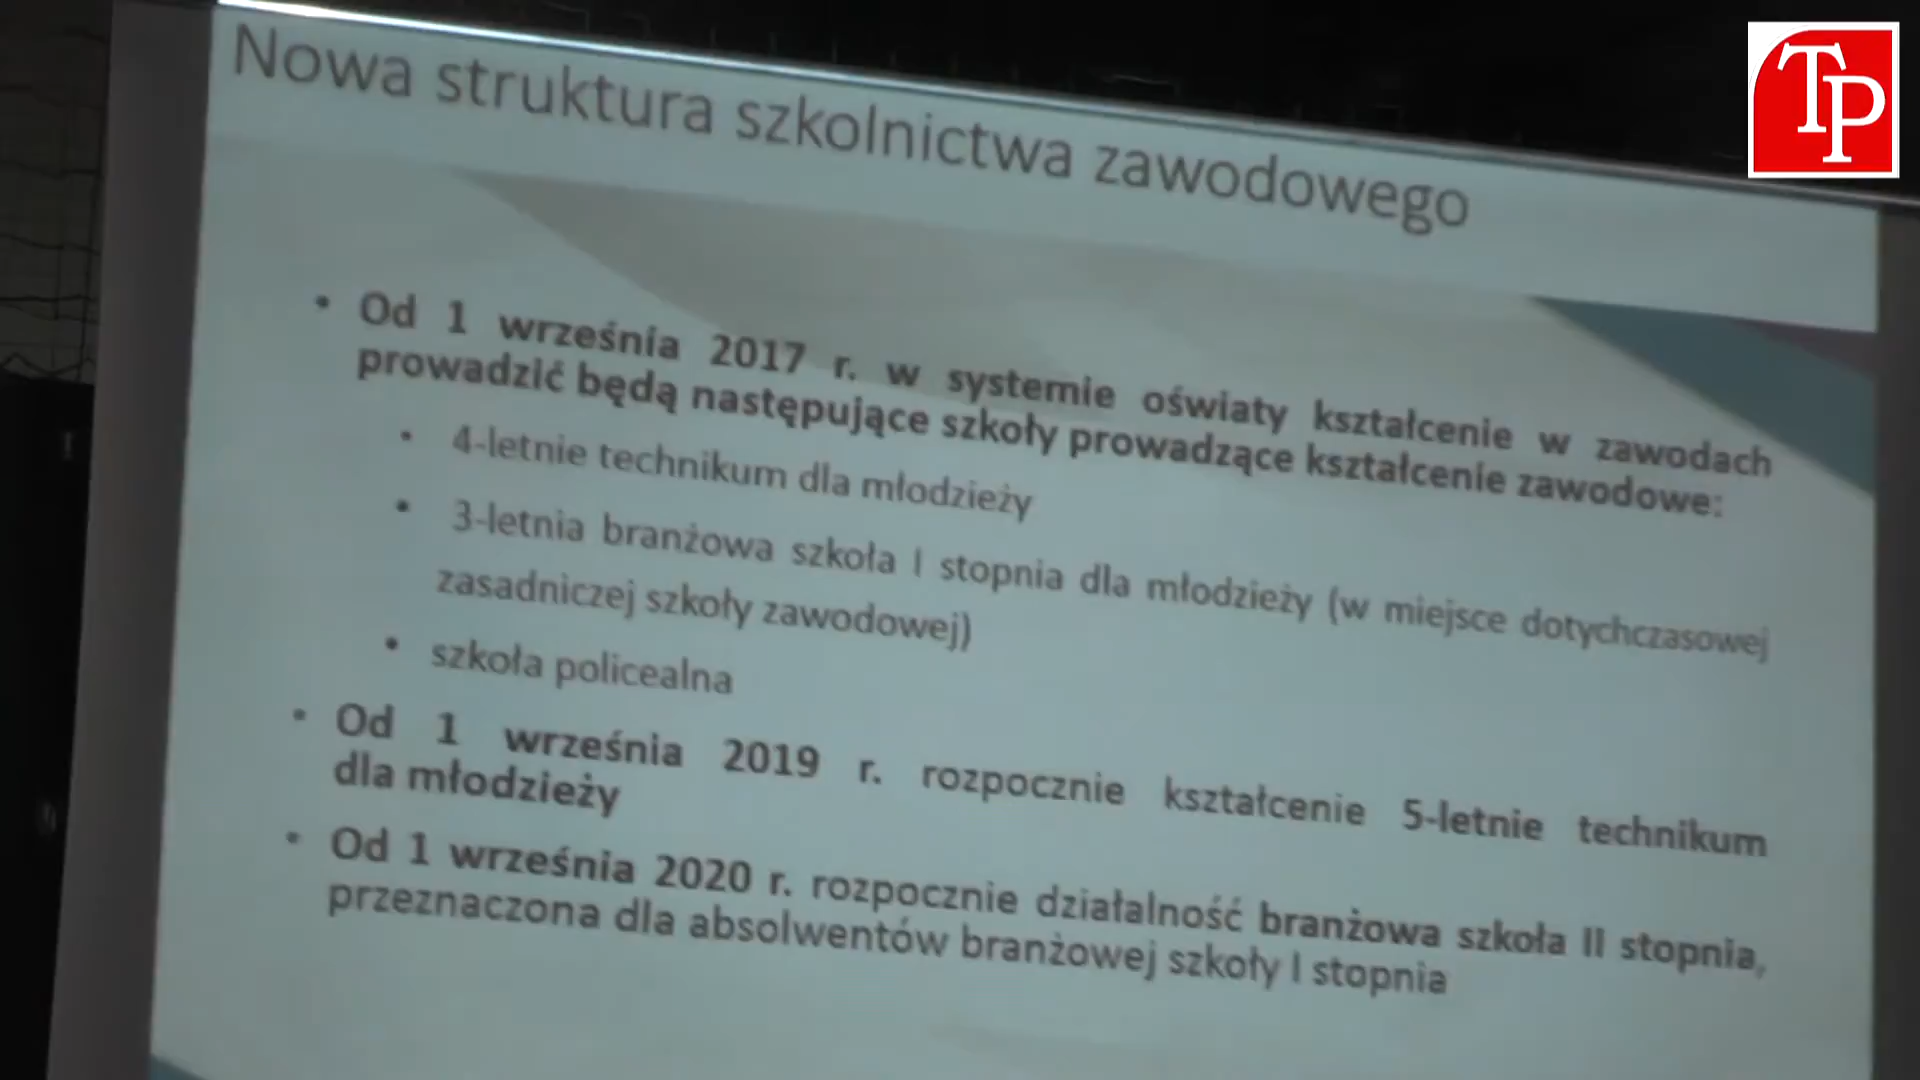 Nowa struktura szkolnictwa zawodowego
TP
• Od 1 września 2017 r. w systemie oświaty kształcenie w zawodach
prowadzić będą następujące szkoły prowadzące kształcenie zawodowe:
• 4-letnie technikum dla młodzieży
• 3-letnia branżowa szkoła I stopnia dla młodzieży (w miejsce dotychczasowej
zasadniczej szkoły zawodowej)
• szkoła policealna
• Od 1 września 2019 r. rozpocznie kształcenie 5-letnie technikum
dla młodzieży
• Od 1 września 2020 r. rozpocznie działalność branżowa szkoła II stopnia,
przeznaczona dla absolwentów branżowej szkoły I stopnia